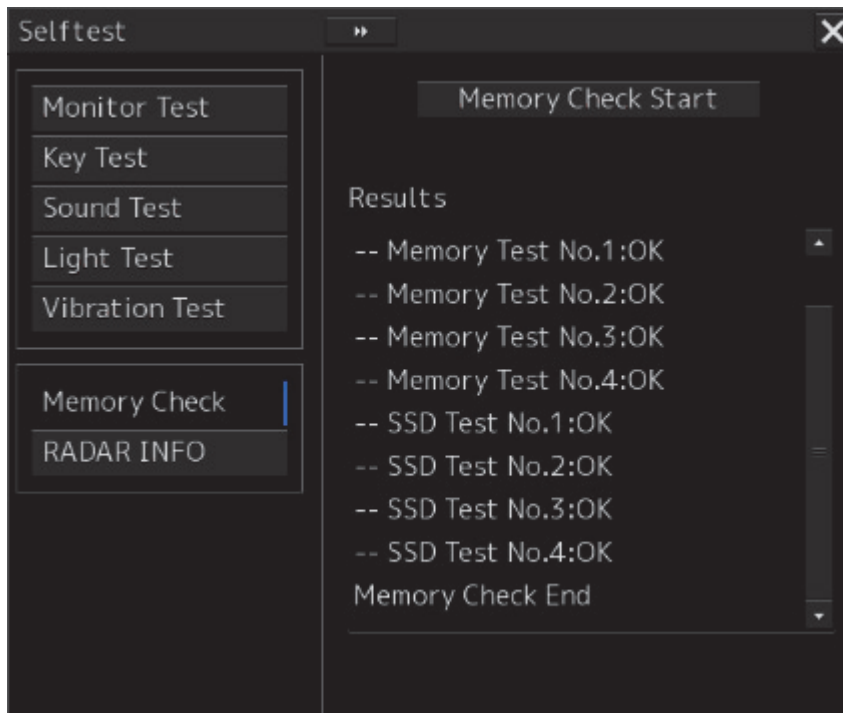 Selftest
Monitor Test
Key Test
Sound Test
Light Test
Vibration Test
Memory Check
RADAR INFO
Memory Check Start
Results
-- Memory Test No.1:OK
-- Memory Test No.2:OK
-- Memory Test No.3:OK
-- Memory Test No.4:OK
-- SSD Test No.1:OK
-- SSD Test No.2:OK
-- SSD Test No.3:OK
-- SSD Test No.4:OK
Memory Check End